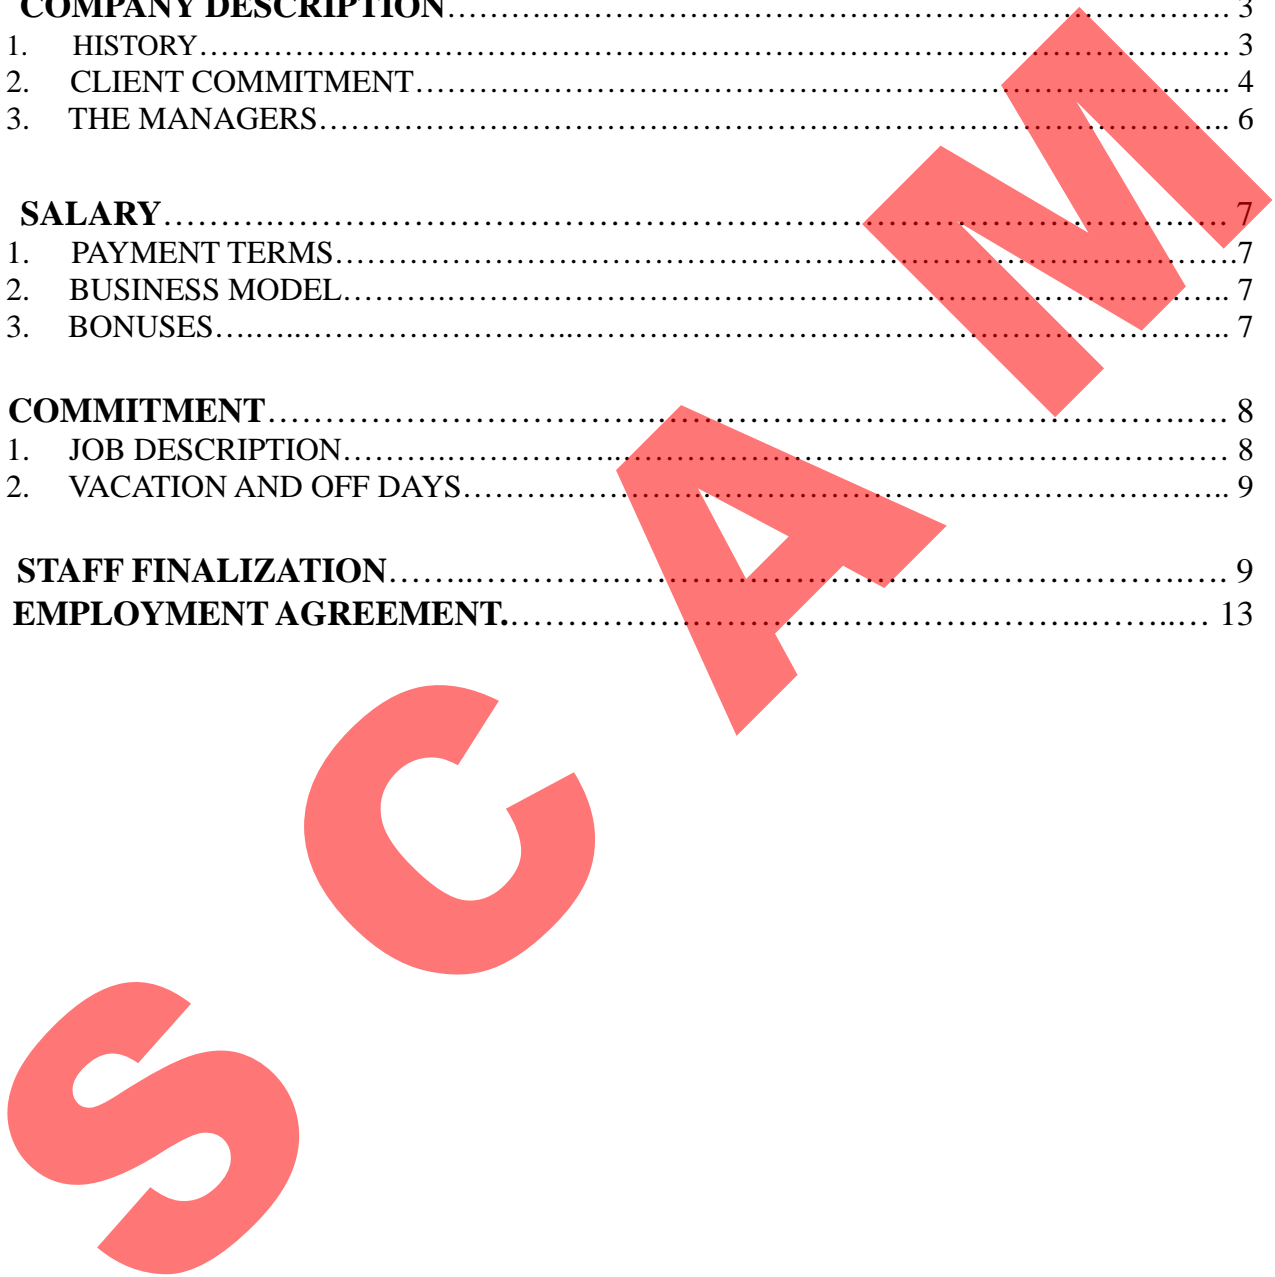 COMPANY DESCRIPTION……………………………………………………………………. 3
1. HISTORY…………………………………………………………………………………. 3
2. CLIENT COMMITMENT……………………………………………………………….. 4
3. THE MANAGERS……………………………………………………………………….. 6
SALARY……….………………………………………………………………………. 7
1. PAYMENT TERMS……………………………………………………………………….7
2. BUSINESS MODEL……….…………………………………………………………….. 7
3. BONUSES…..…..……………………..………………………………………………….. 7
COMMITMENT…………………………………..………………………………….…. 8
1. JOB DESCRIPTION……….……………..……………………………………………… 8
2. VACATION AND OFF DAYS……….………………………………………………….. 9
STAFF FINALIZATION……...……………………………………………………….…. 9
EMPLOYMENT AGREEMENT.…………………………………………..……..… 13
SCAM